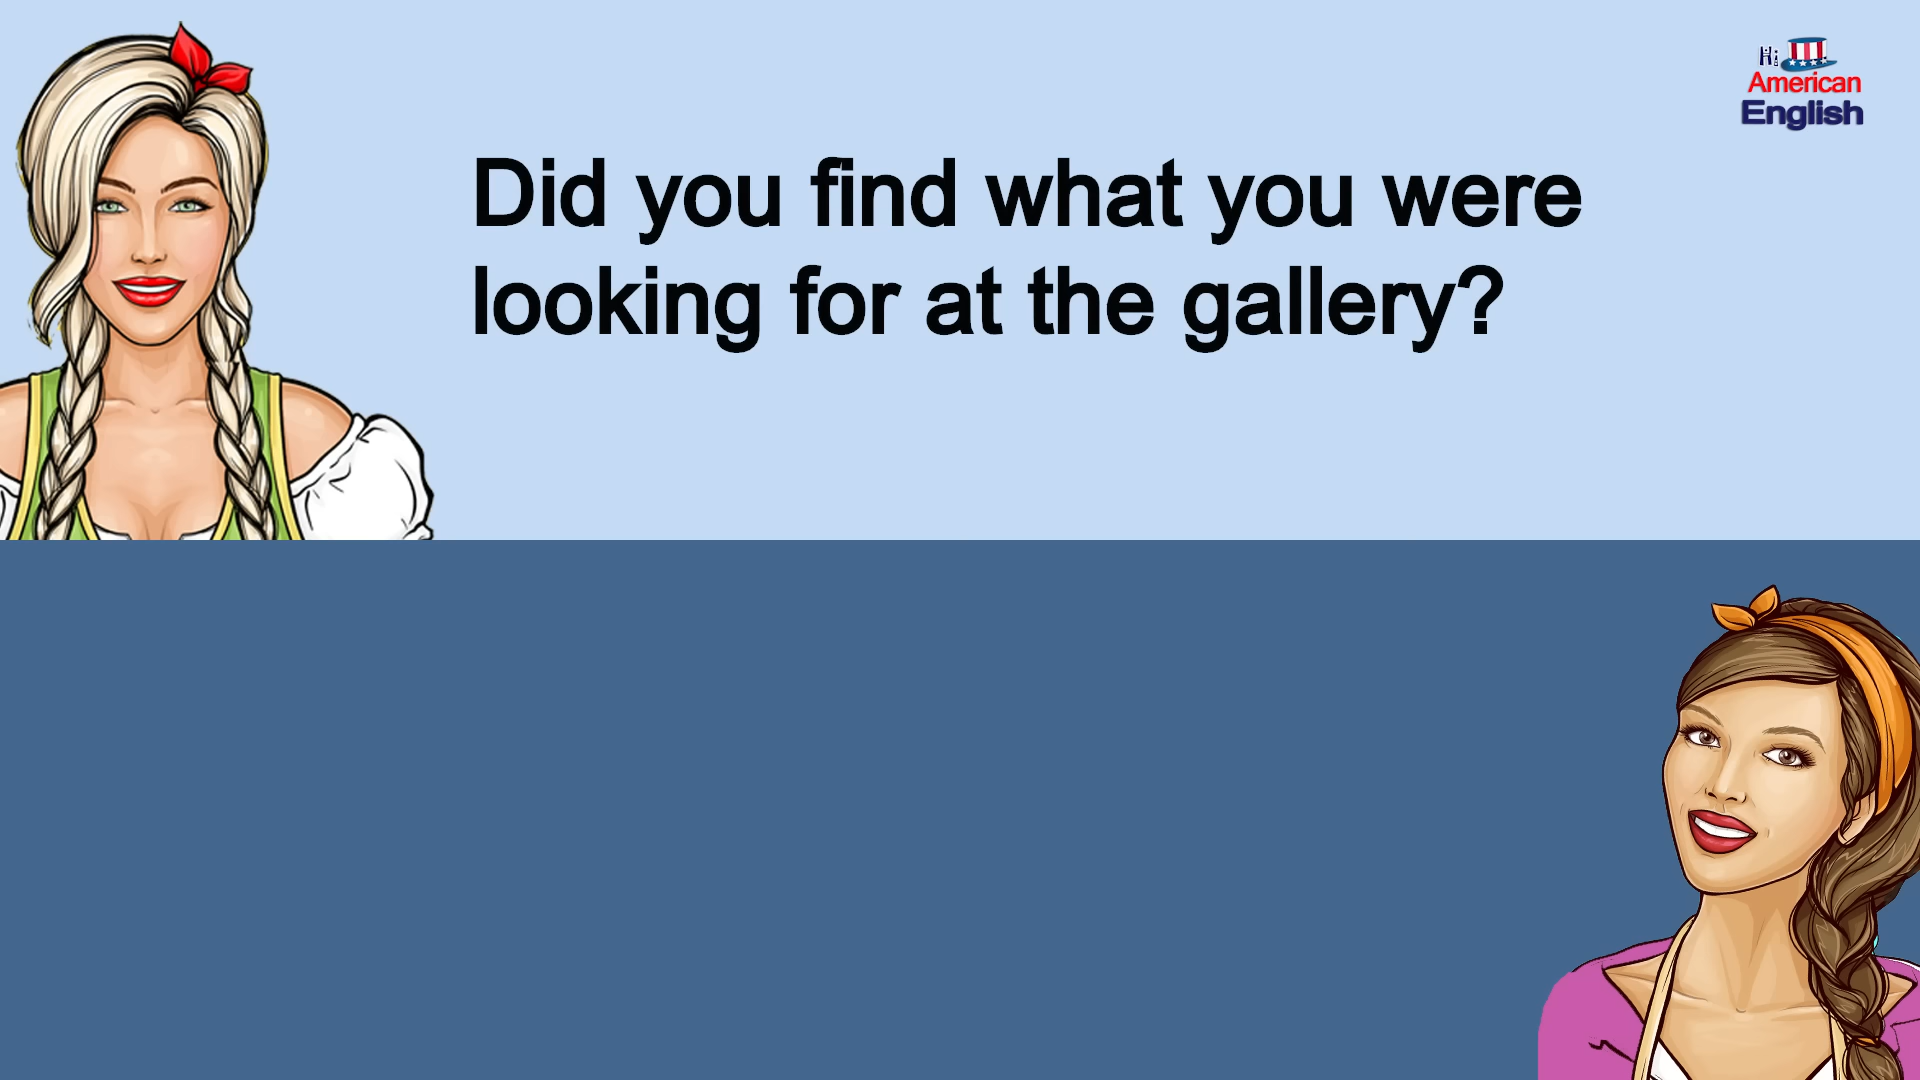 Hi
American
English
Did you find what you were
looking for at the gallery?